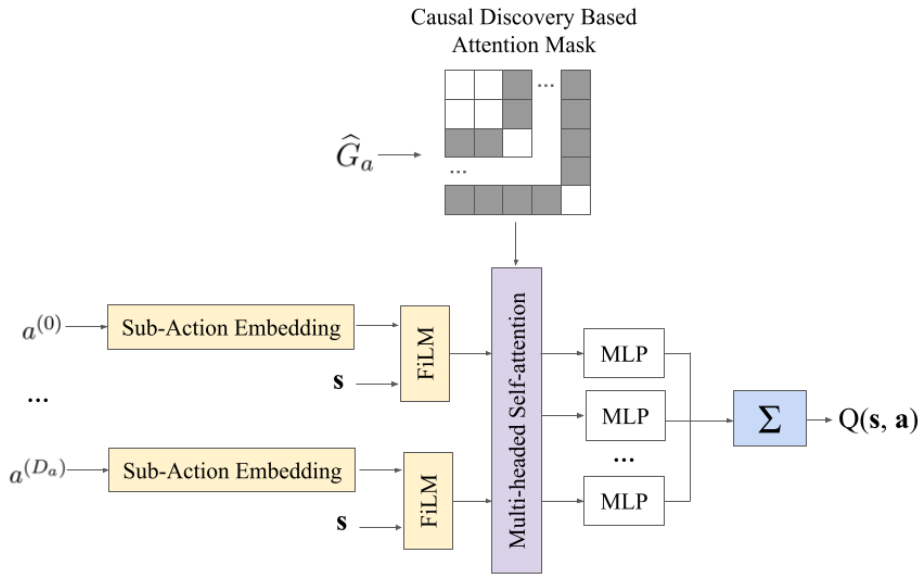 Causal Discovery Based
Attention Mask
...
Ĝₐ
...
a⁽⁰⁾
Sub-Action Embedding
FiLM
s
...
a⁽ᴰₐ⁾
Sub-Action Embedding
FiLM
s
Multi-headed Self-attention
MLP
MLP
...
MLP
Σ
Q(s, a)